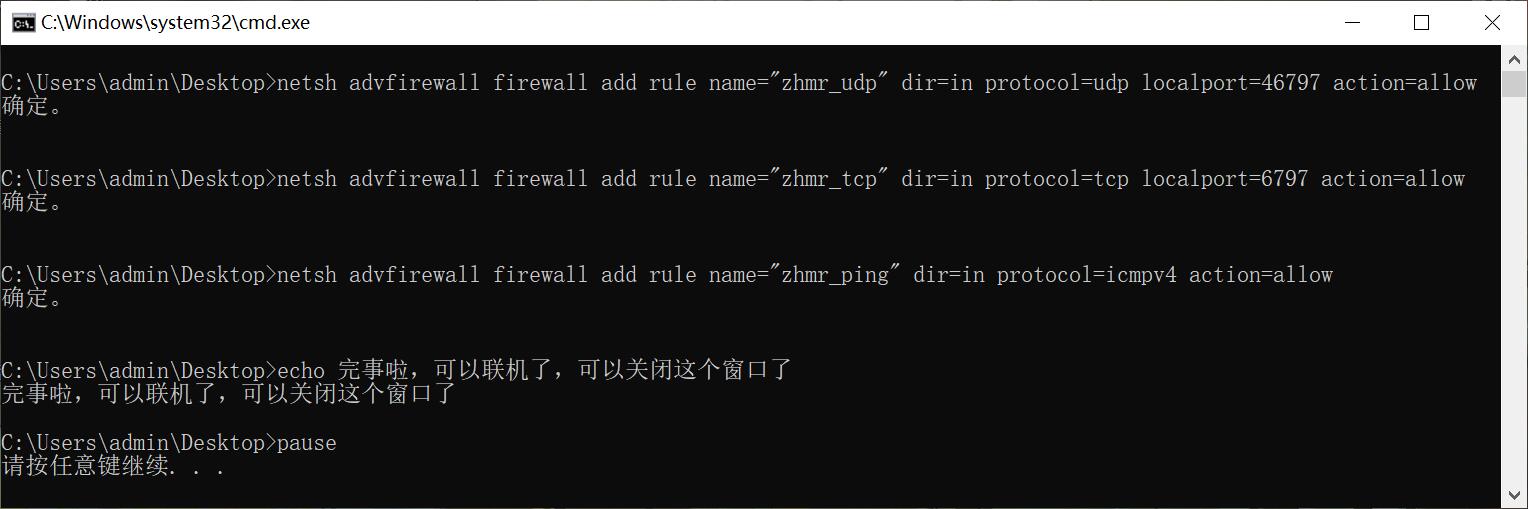 C:\Windows\system32\cmd.exe
C:\Users\admin\Desktop>netsh advfirewall firewall add rule name="zhmr_udp" dir=in protocol=udp localport=46797 action=allow
确定。
C:\Users\admin\Desktop>netsh advfirewall firewall add rule name="zhmr_tcp" dir=in protocol=tcp localport=6797 action=allow
确定。
C:\Users\admin\Desktop>netsh advfirewall firewall add rule name="zhmr_ping" dir=in protocol=icmpv4 action=allow
确定。
C:\Users\admin\Desktop>echo 完事啦，可以联机了，可以关闭这个窗口了
完事啦，可以联机了，可以关闭这个窗口了
C:\Users\admin\Desktop>pause
请按任意键继续. . .